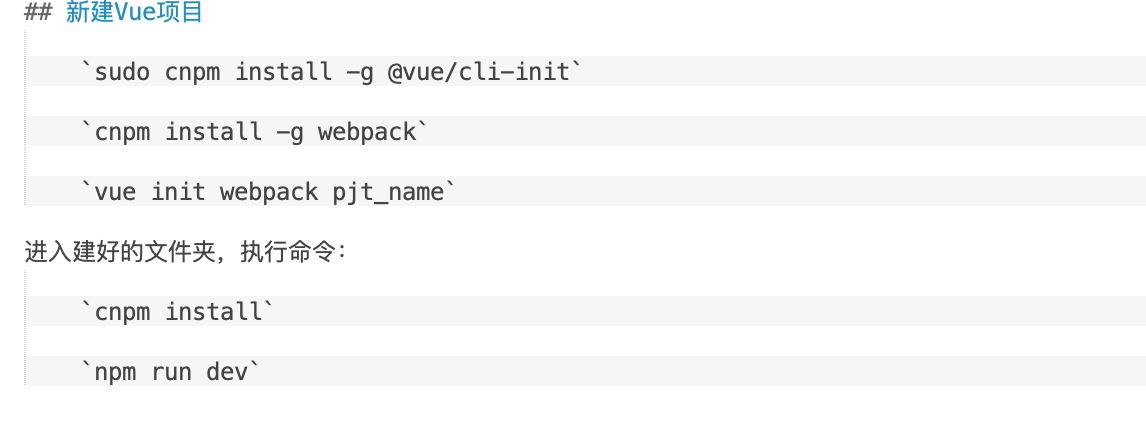 ## 新建Vue项目
`sudo cnpm install -g @vue/cli-init`
`cnpm install -g webpack`
`vue init webpack pjt_name`
进入建好的文件夹，执行命令：
`cnpm install`
`npm run dev`